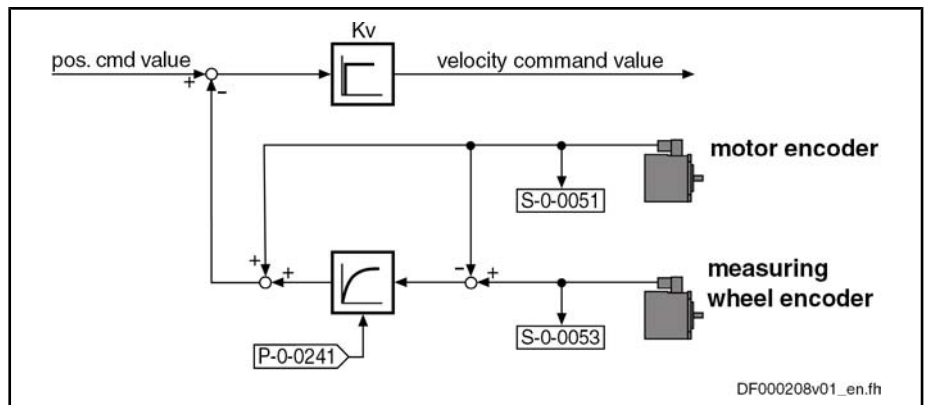 Kv
pos. cmd value
velocity command value
+
-
motor encoder
S-0-0051
+
+
-
+
measuring
wheel encoder
S-0-0053
P-0-0241
DF000208v01_en.fh